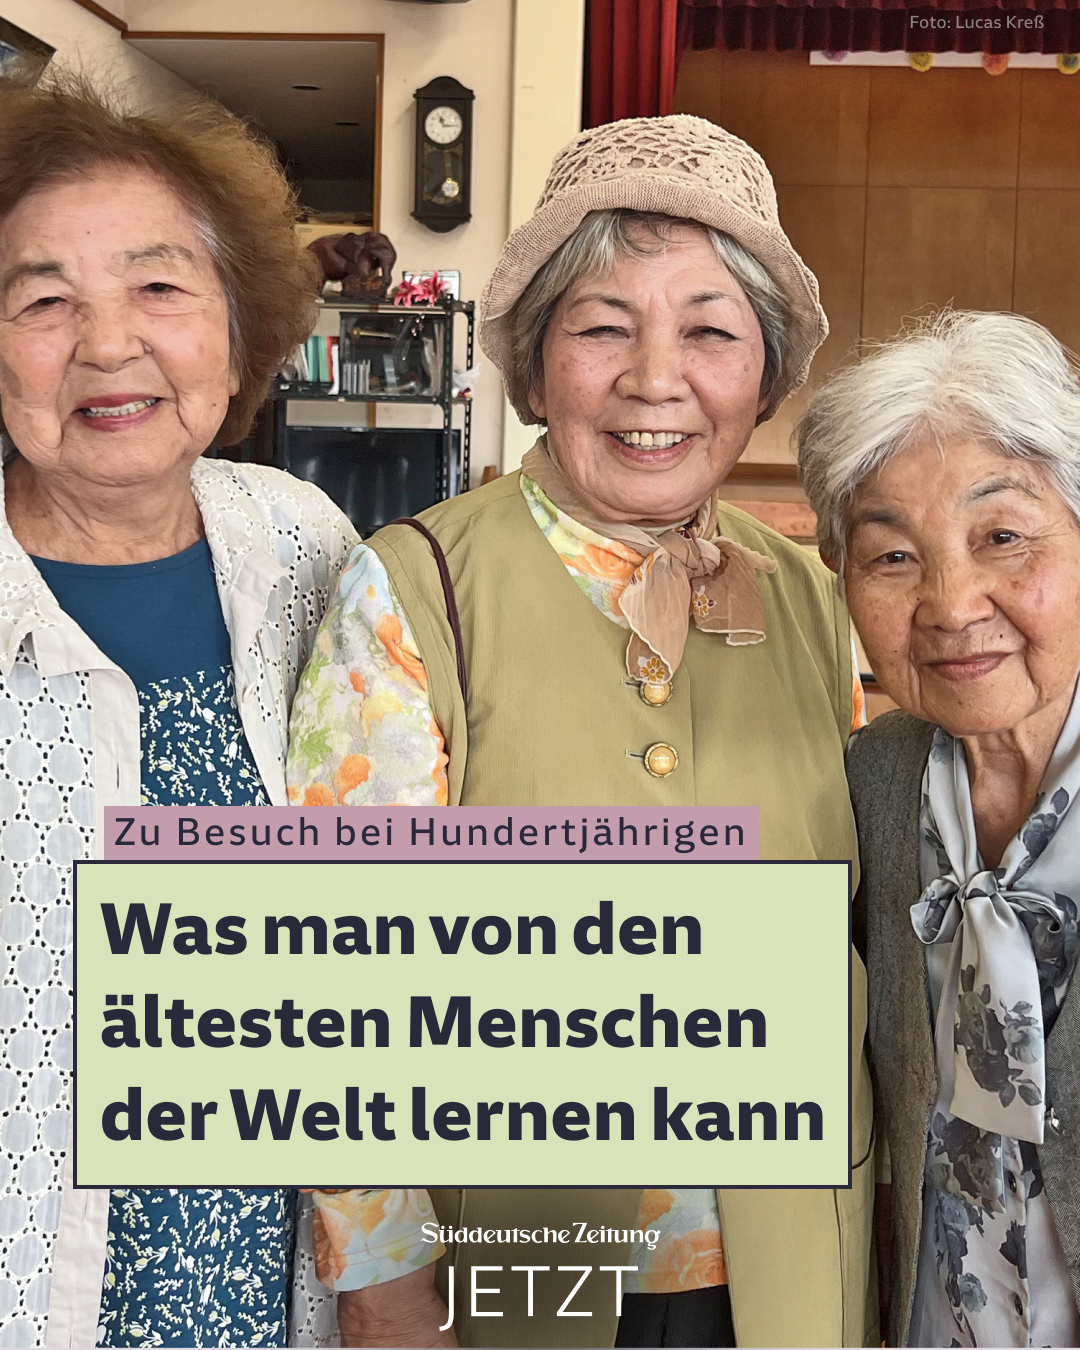 Foto: Lucas Kreß
Zu Besuch bei Hundertjährigen
Was man von den
ältesten Menschen
der Welt lernen kann
Süddeutsche Zeitung
JETZT